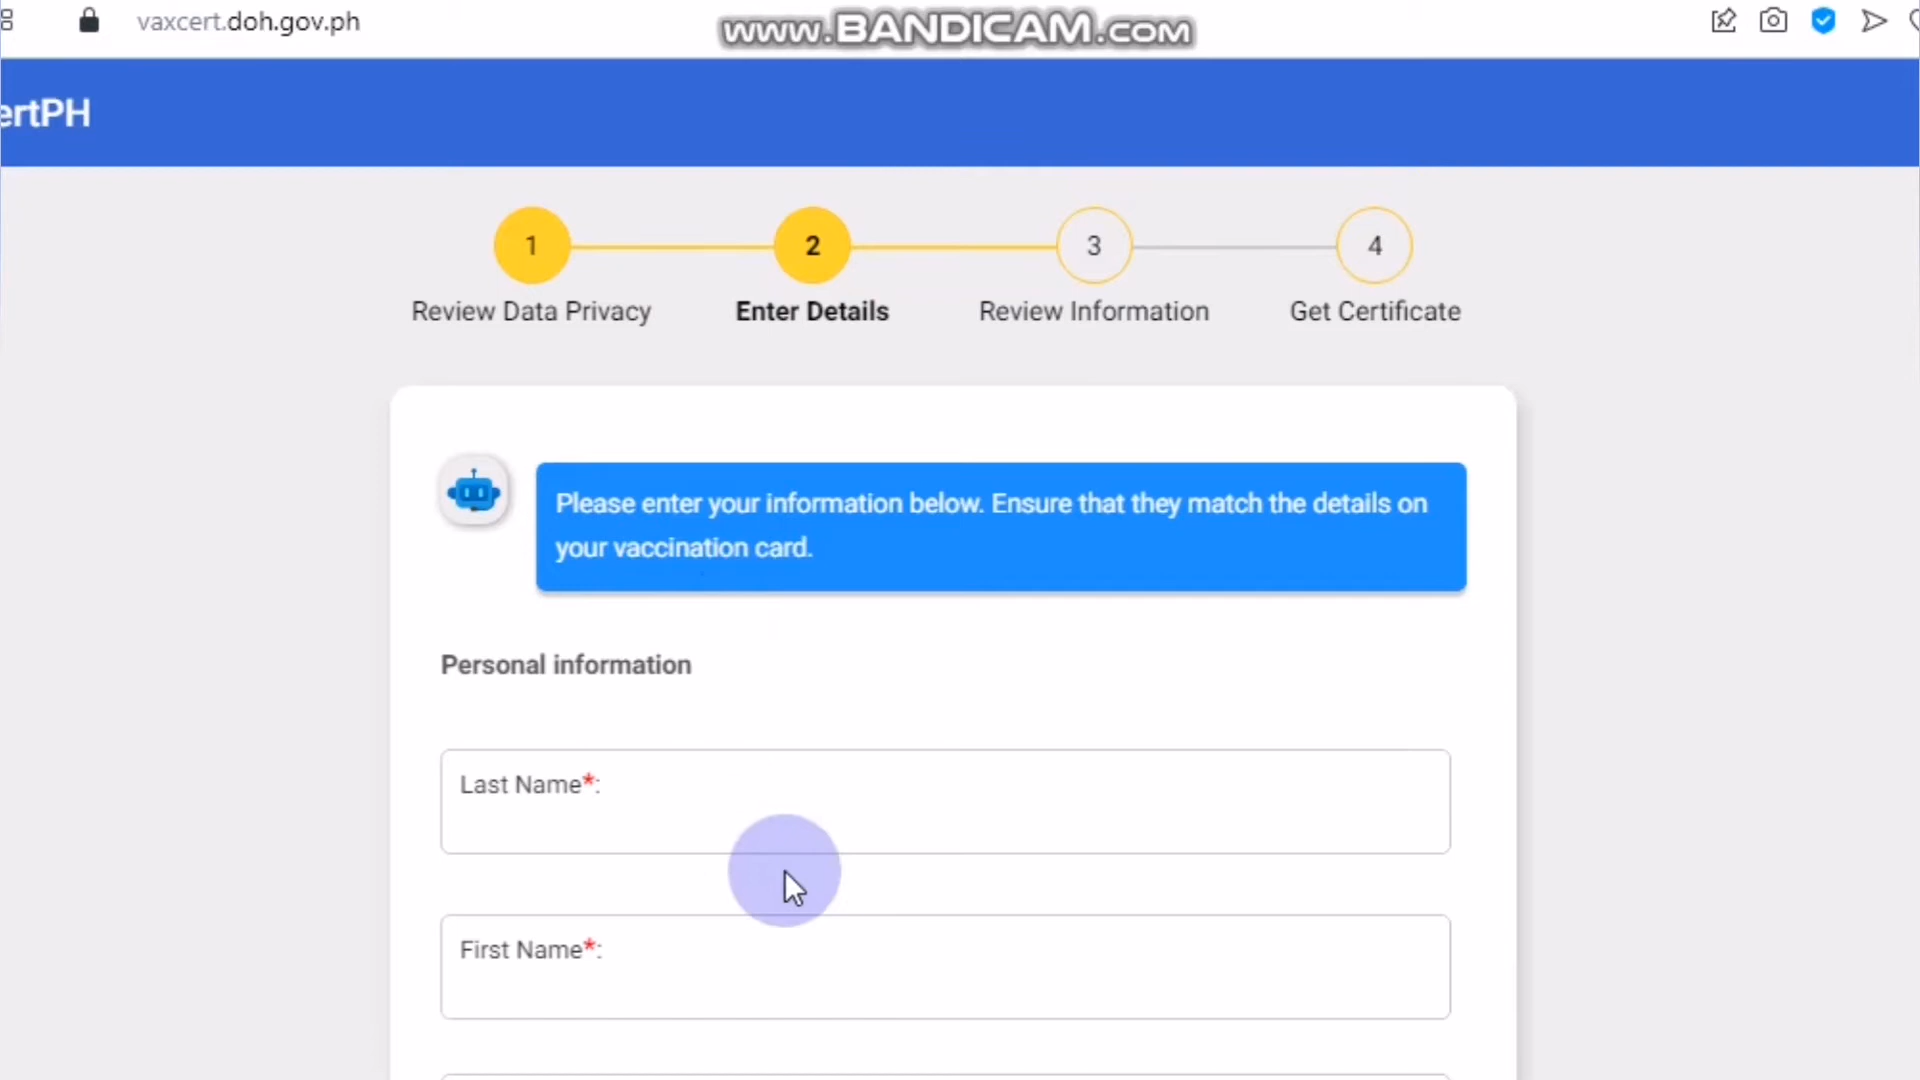 vaxcert.doh.gov.ph
www.BANDICAM.com
ertPH
1
2
3
4
Review Data Privacy
Enter Details
Review Information
Get Certificate
Please enter your information below. Ensure that they match the details on
your vaccination card.
Personal information
Last Name*:
First Name*: